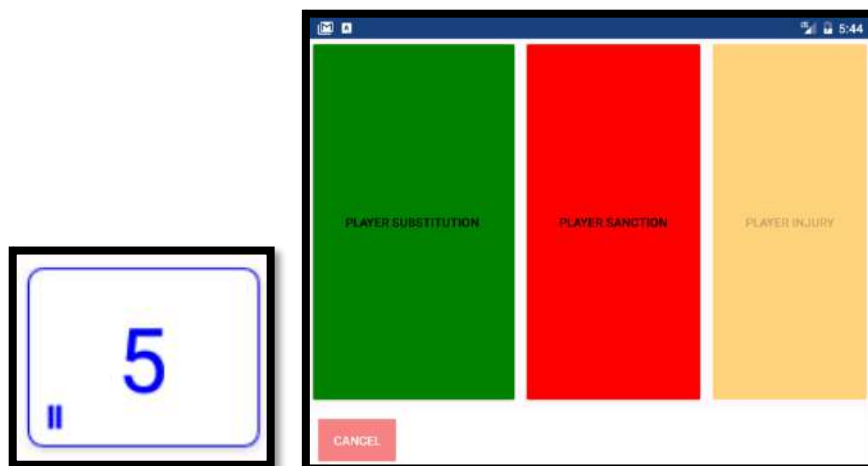 5
II
5:44
PLAYER SUBSTITUTION
PLAYER SANCTION
PLAYER INJURY
CANCEL